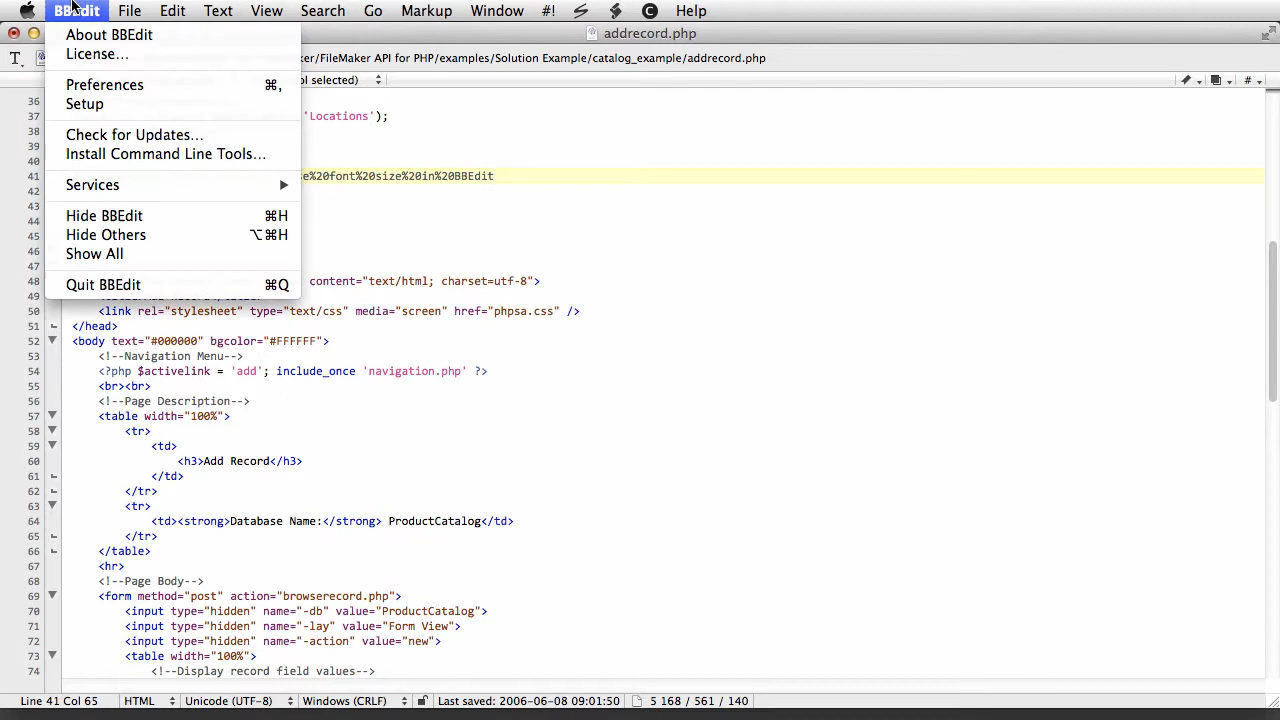 BBEdit File Edit Text View Search Go Markup Window #! Help
addrecord.php
About BBEdit
License…
er/FileMaker API for PHP/examples/Solution Example/catalog_example/addrecord.php
ol selected)
#
Preferences ⌘,
Setup
Check for Updates…
Install Command Line Tools…
Services
Hide BBEdit ⌘H
Hide Others ⌥⌘H
Show All
Quit BBEdit ⌘Q
36
37 'Locations');
38
39
40
41 e%20font%20size%20in%20BBEdit
42
43
44
45
46
47
48 content="text/html; charset=utf-8">
49
50 <link rel="stylesheet" type="text/css" media="screen" href="phpsa.css" />
51 </head>
52 <body text="#000000" bgcolor="#FFFFFF">
53 <!--Navigation Menu-->
54 <?php $activelink = 'add'; include_once 'navigation.php' ?>
55 <br><br>
56 <!--Page Description-->
57 <table width="100%">
58 <tr>
59 <td>
60 <h3>Add Record</h3>
61 </td>
62 </tr>
63 <tr>
64 <td><strong>Database Name:</strong> ProductCatalog</td>
65 </tr>
66 </table>
67 <hr>
68 <!--Page Body-->
69 <form method="post" action="browserecord.php">
70 <input type="hidden" name="-db" value="ProductCatalog">
71 <input type="hidden" name="-lay" value="Form View">
72 <input type="hidden" name="-action" value="new">
73 <table width="100%">
74 <!--Display record field values-->
Line 41 Col 65 HTML Unicode (UTF-8) Windows (CRLF) Last saved: 2006-06-08 09:01:50 5 168 / 561 / 140